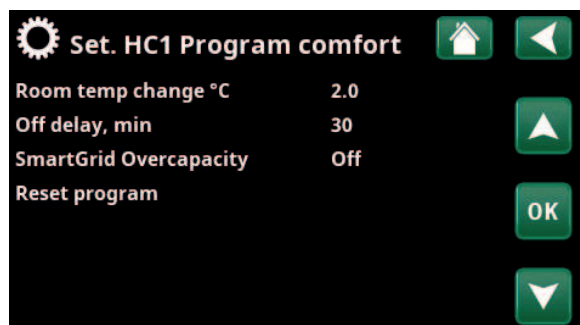 Set. HC1 Program comfort
Room temp change °C 2.0
Off delay, min 30
SmartGrid Overcapacity Off
Reset program
OK